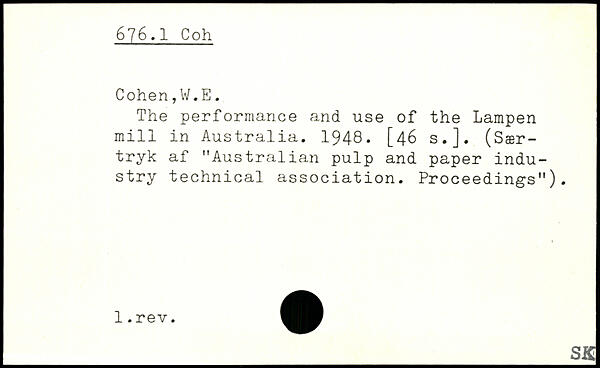 676.1 Coh
Cohen,W.E.
The performance and use of the Lampen
mill in Australia. 1948. [46 s.]. (Sær-
tryk af "Australian pulp and paper indu-
stry technical association. Proceedings").
1.rev.
SK